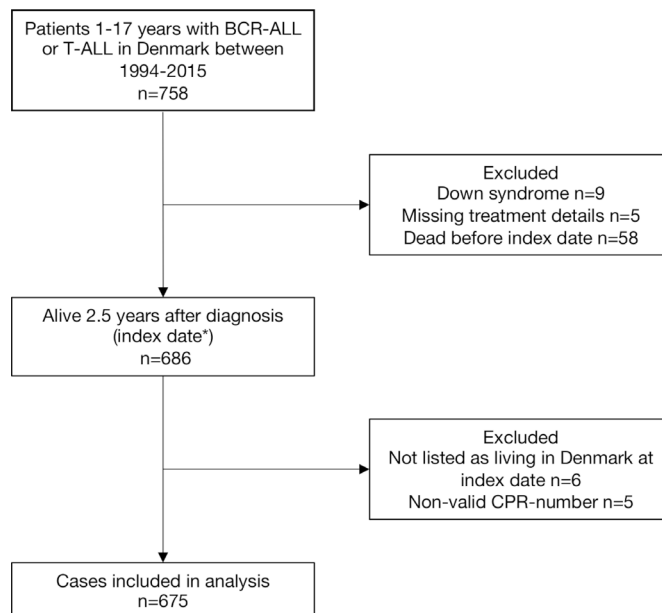 Patients 1-17 years with BCR-ALL
or T-ALL in Denmark between
1994-2015
n=758
Excluded
Down syndrome n=9
Missing treatment details n=5
Dead before index date n=58
Alive 2.5 years after diagnosis
(index date*)
n=686
Excluded
Not listed as living in Denmark at
index date n=6
Non-valid CPR-number n=5
Cases included in analysis
n=675